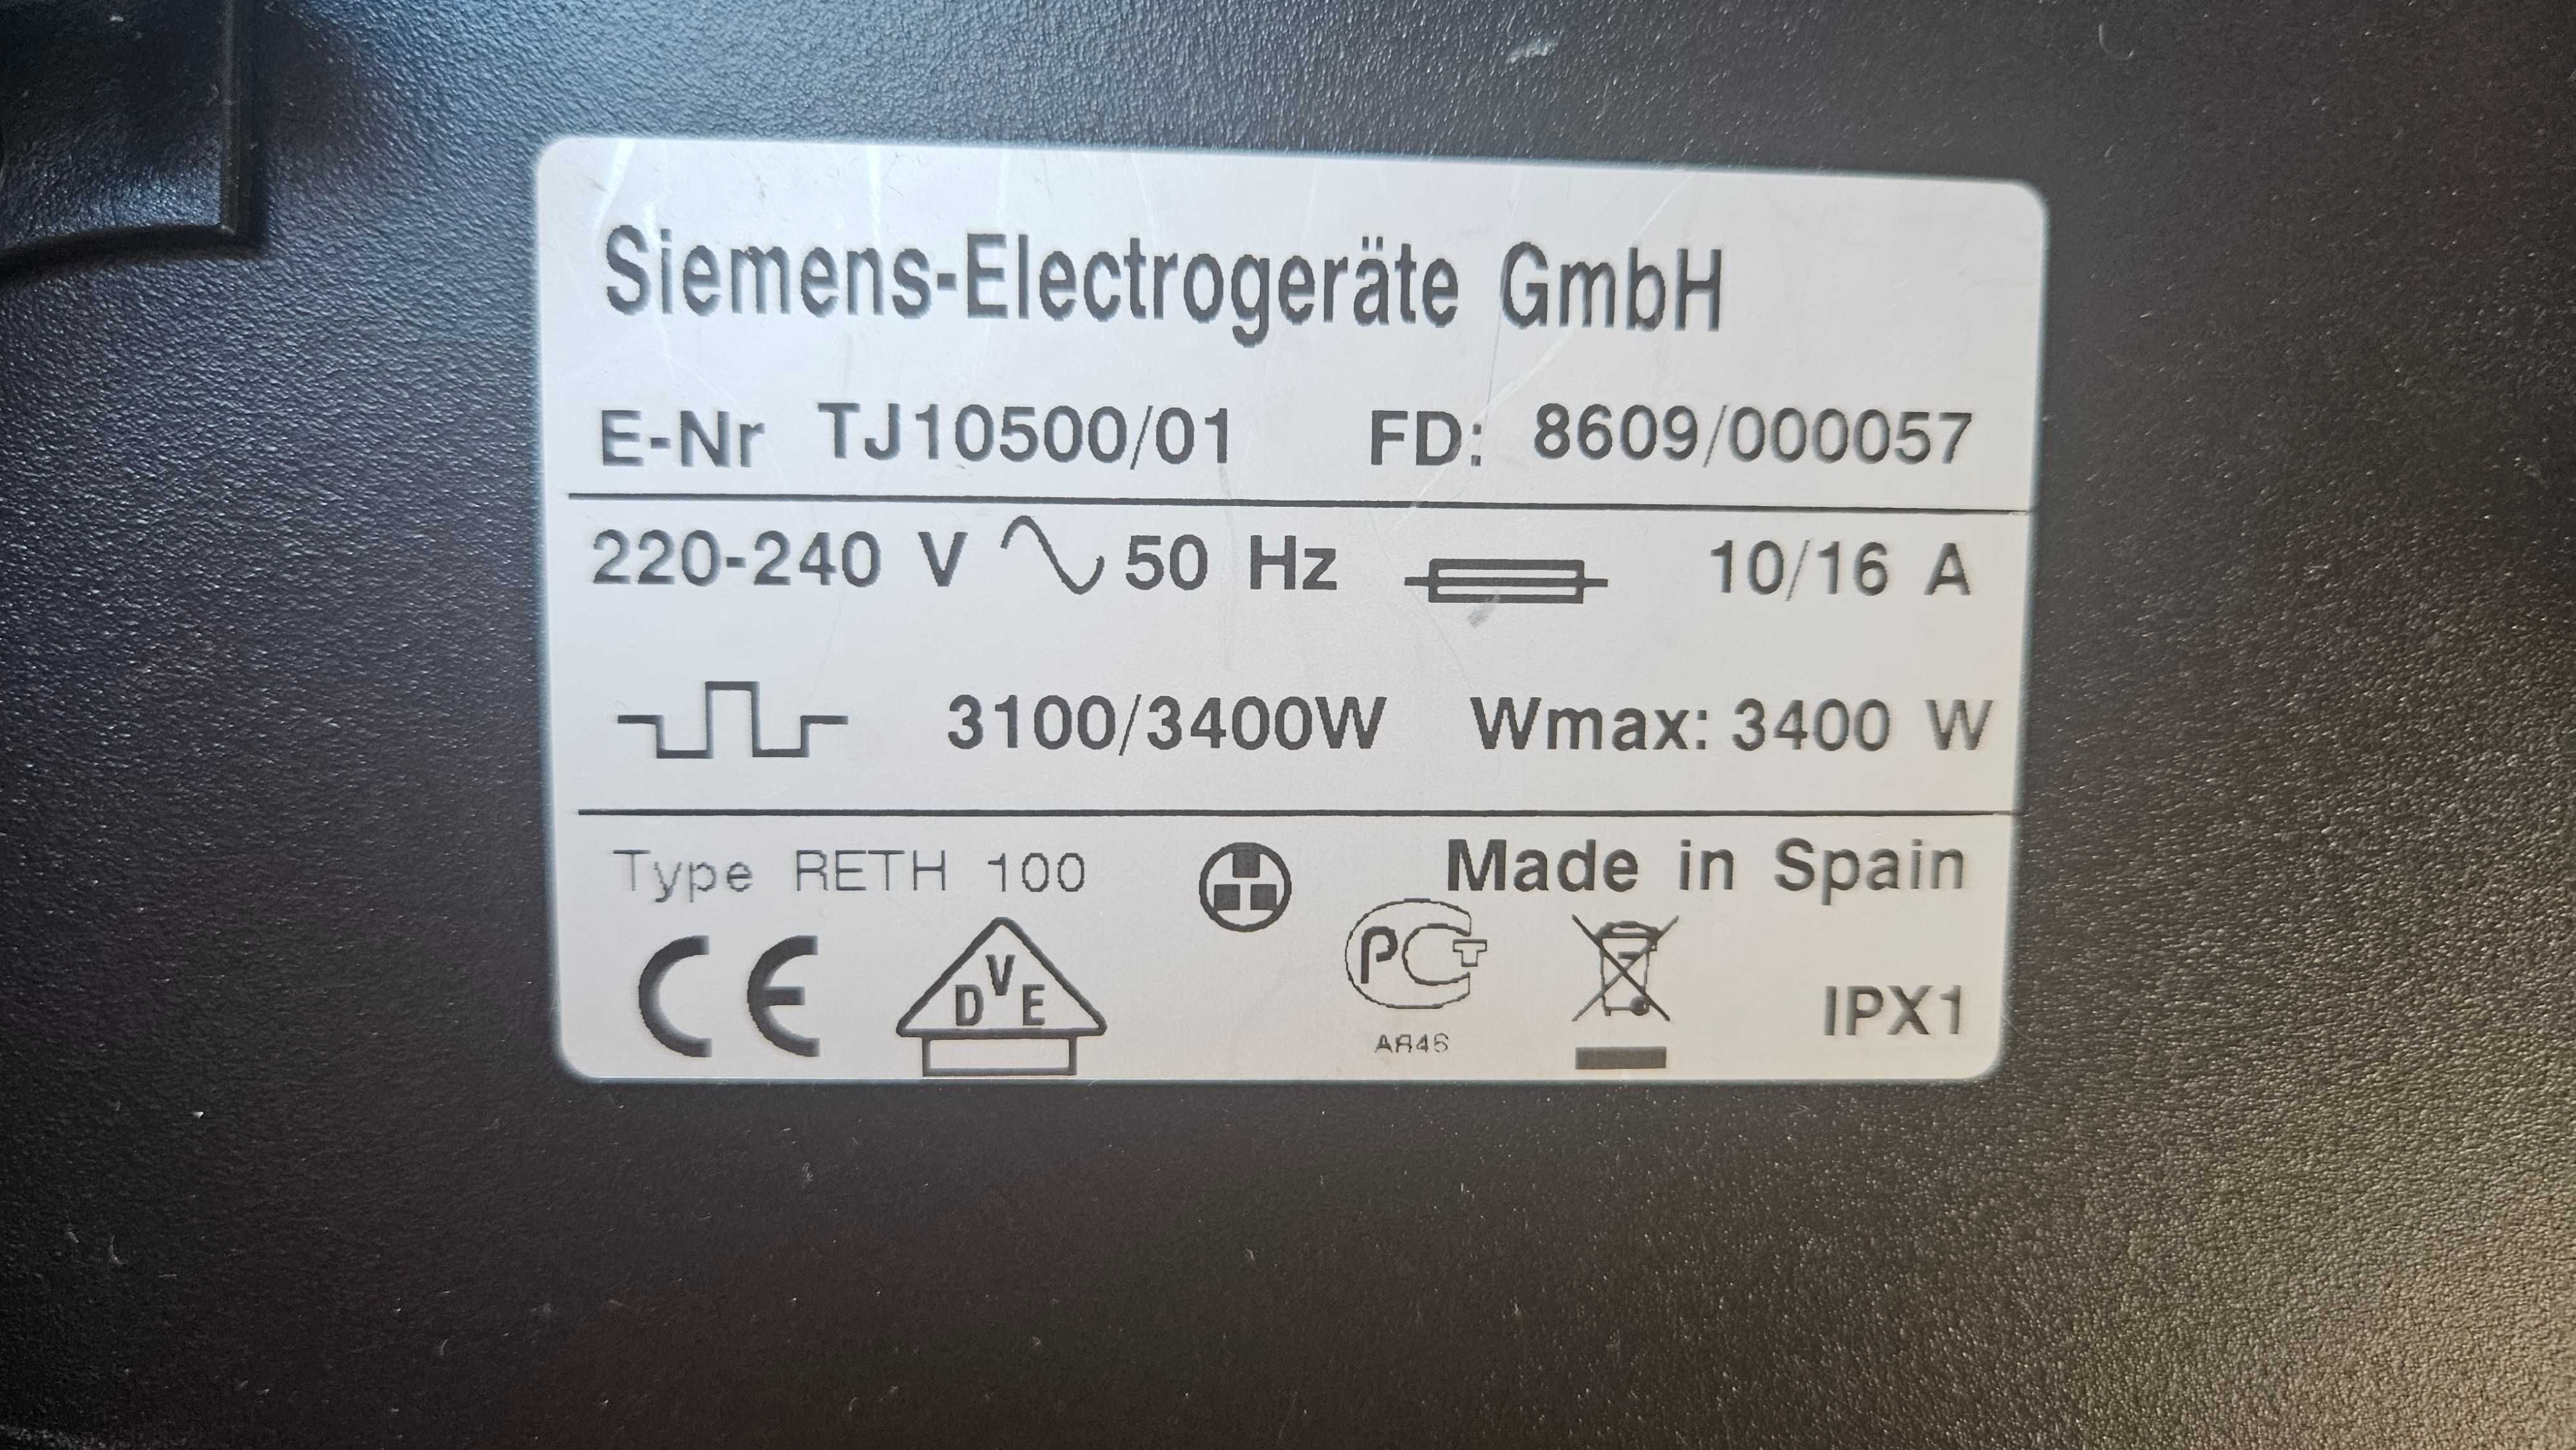 Siemens-Electrogeräte GmbH
E-Nr TJ10500/01 FD: 8609/000057
220-240 V 50 Hz 10/16 A
3100/3400W Wmax: 3400 W
Type RETH 100 Made in Spain
CE DVE PCT IPX1